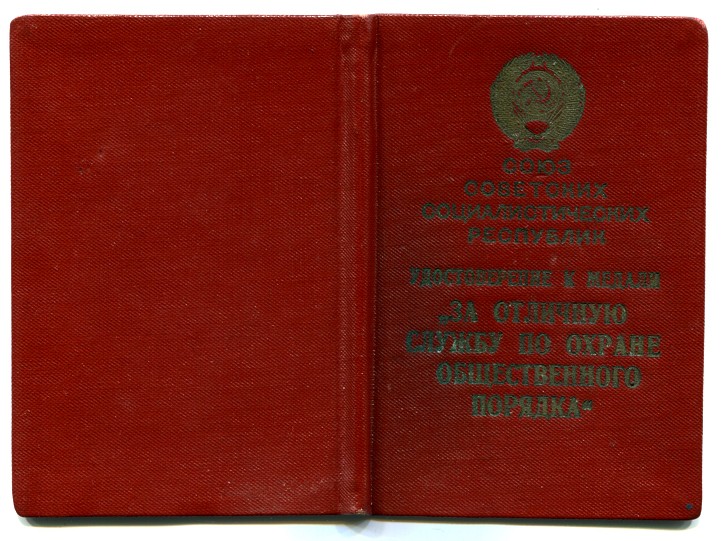 СОЮЗ
СОВЕТСКИХ
СОЦИАЛИСТИЧЕСКИХ
РЕСПУБЛИК
УДОСТОВЕРЕНИЕ К МЕДАЛИ
„ЗА ОТЛИЧНУЮ
СЛУЖБУ ПО ОХРАНЕ
ОБЩЕСТВЕННОГО
ПОРЯДКА“